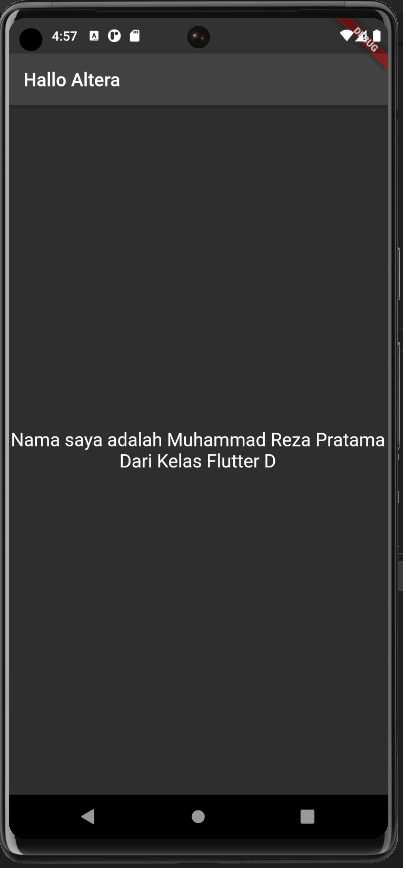 4:57
DEBUG
Hallo Altera
Nama saya adalah Muhammad Reza Pratama
Dari Kelas Flutter D